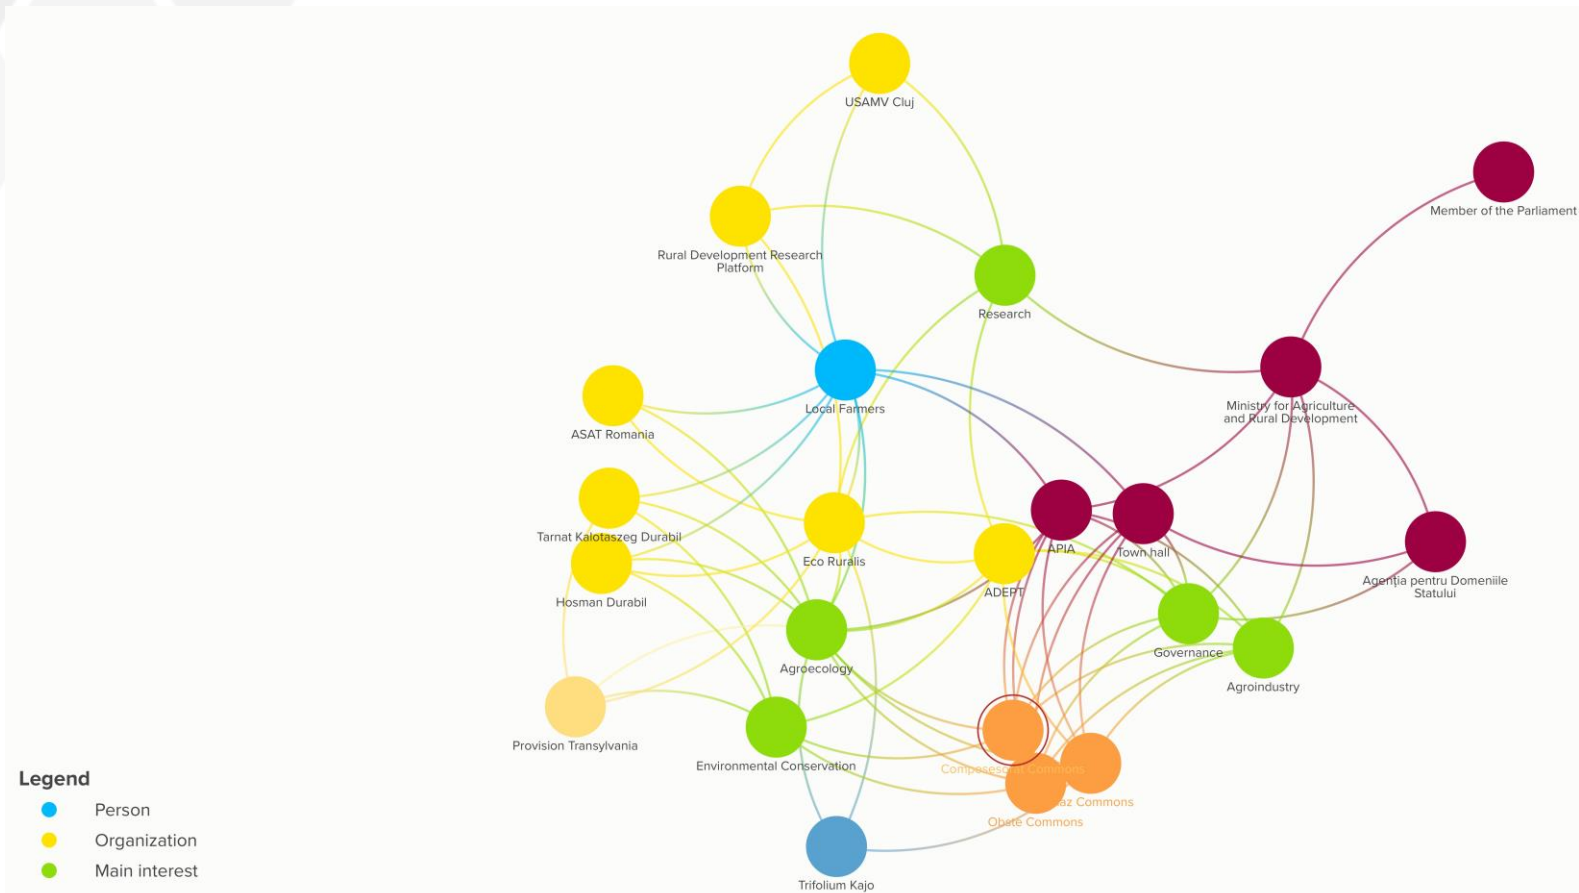 USAMV Cluj
Member of the Parliament
Rural Development Research
Platform
Research
Local Farmers
Ministry for Agriculture
and Rural Development
ASAT Romania
Tarnat Kalotaszeg Durabil
APIA
Town hall
Eco Ruralis
Agenția pentru Domeniile
Statului
ADEPT
Hosman Durabil
Governance
Agroecology
Agroindustry
Provision Transylvania
Environmental Conservation
Commons
Commons
Obste Commons
Trifolium Kajo
Legend
Person
Organization
Main interest